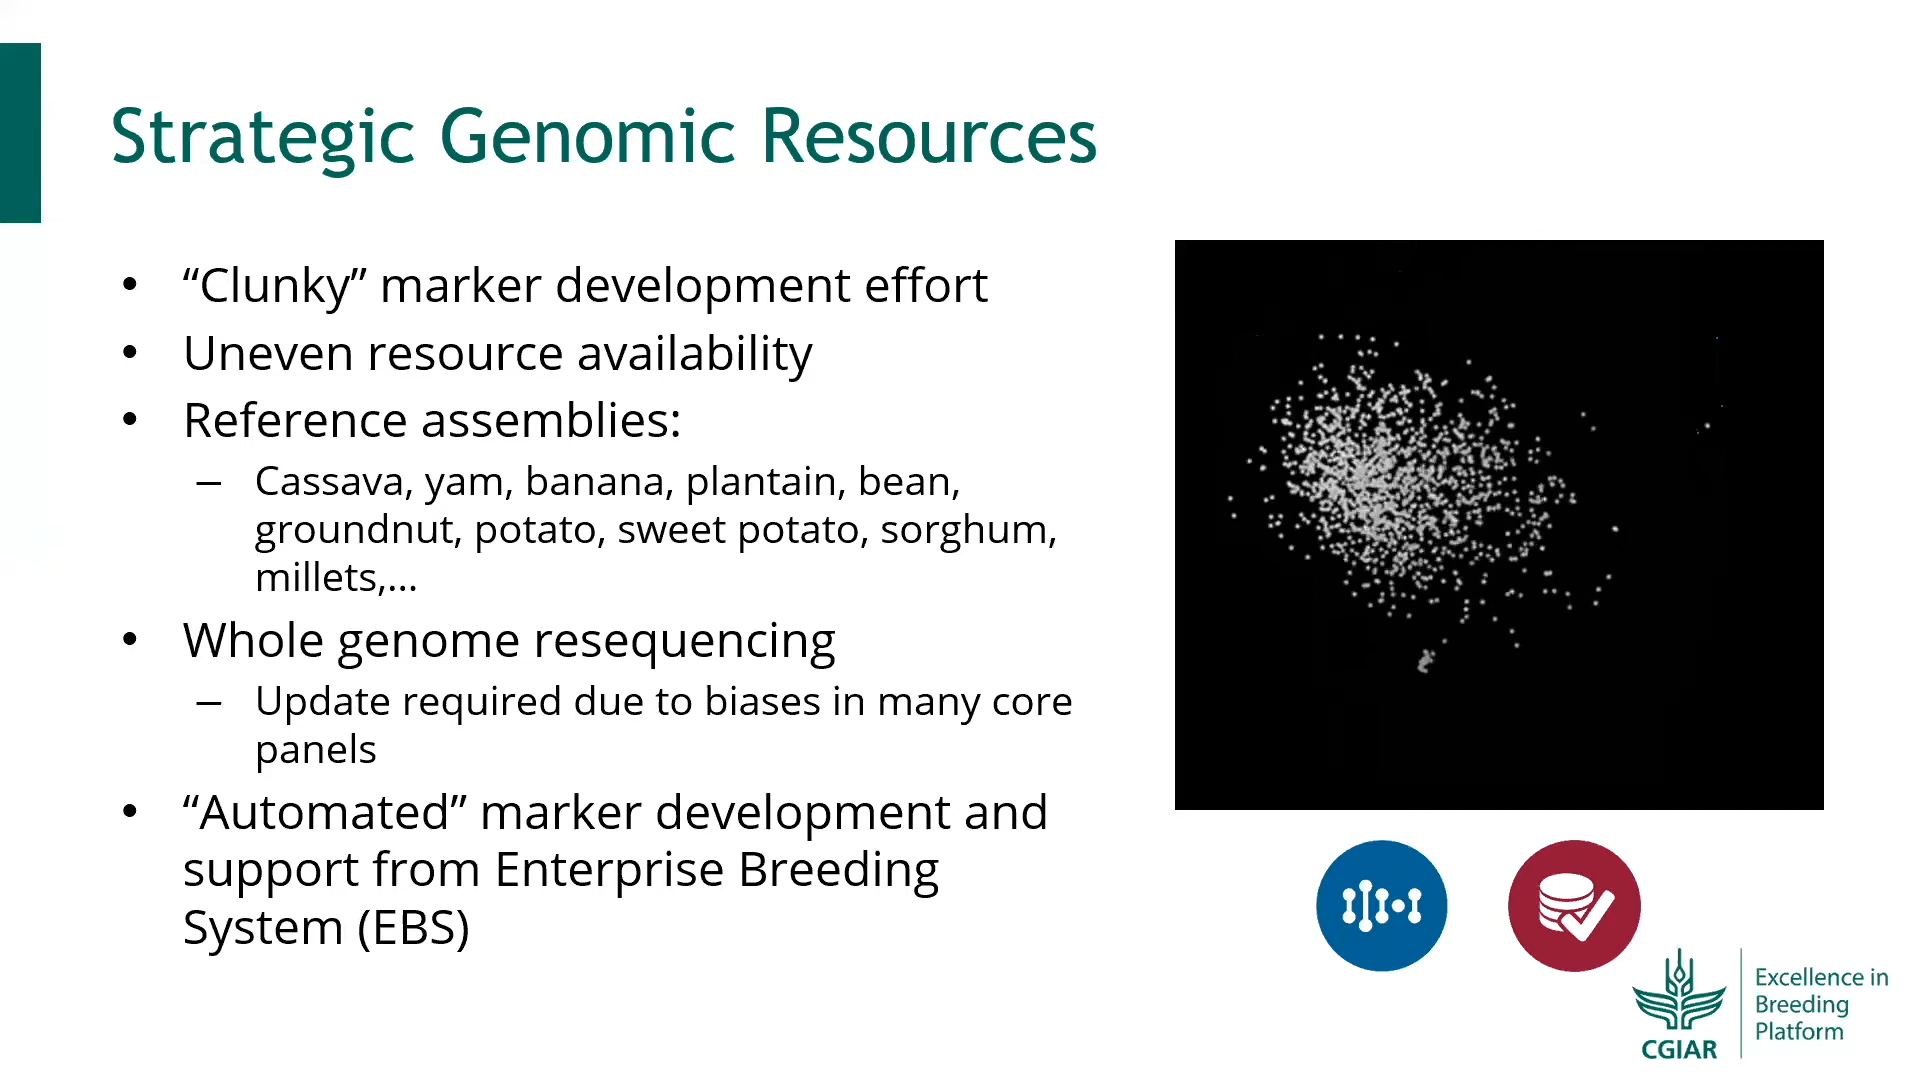 Strategic Genomic Resources
• “Clunky” marker development effort
• Uneven resource availability
• Reference assemblies:
– Cassava, yam, banana, plantain, bean,
groundnut, potato, sweet potato, sorghum,
millets,...
• Whole genome resequencing
– Update required due to biases in many core
panels
• “Automated” marker development and
support from Enterprise Breeding
System (EBS)
CGIAR
Excellence in
Breeding
Platform